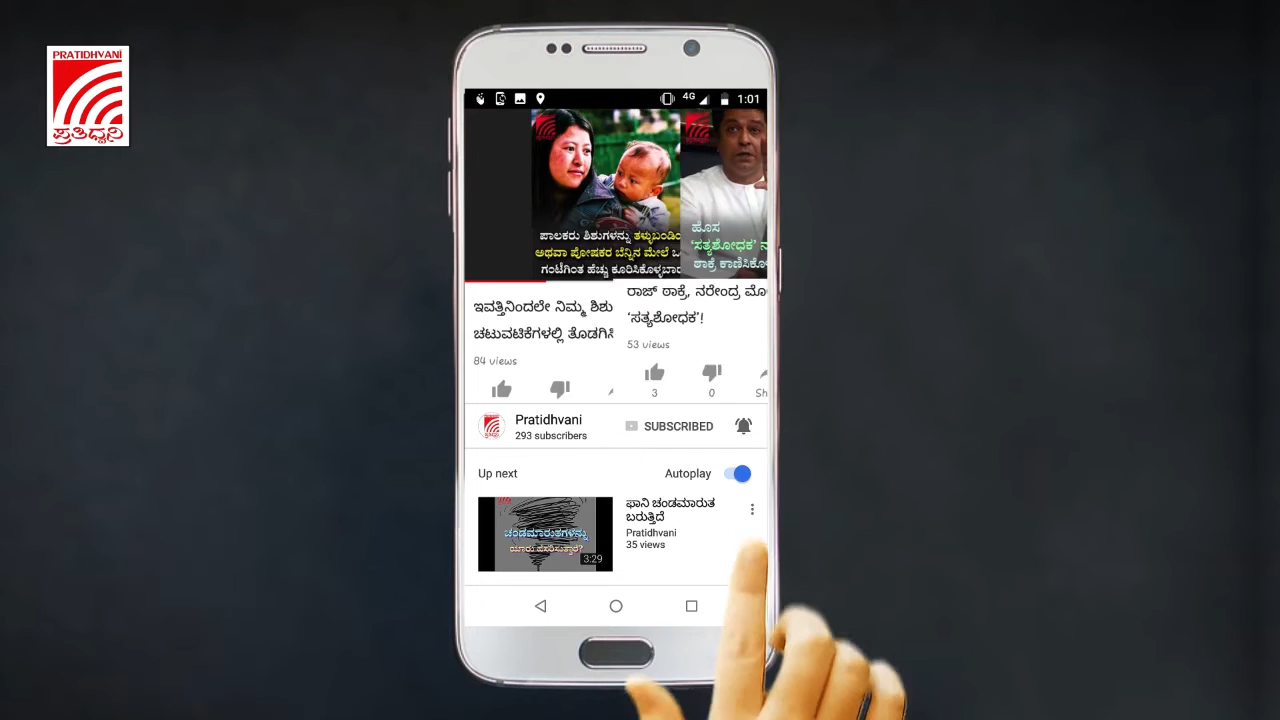 PRATIDHVANI
ಪ್ರತಿಧ್ವನಿ
4G
1:01
ಪಾಲಕರು ಶಿಶುಗಳನ್ನು ತಳ್ಳುಬಂಡಿಯಿಂ
ಅಥವಾ ಪೋಷಕರ ಬೆನ್ನಿನ ಮೇಲೆ ಒ
ಗಂಟೆಗಿಂತ ಹೆಚ್ಚು ಕೂರಿಸಿಕೊಳ್ಳಬಾರ
ಹೊಸ
‘ಸತ್ಯಶೋಧಕ’ ನ
ಠಾಕ್ರೆ ಕಾಣಿಸಿಕೊ
ಇವತ್ತಿನಿಂದಲೇ ನಿಮ್ಮ ಶಿಶು
ಚಟುವಟಿಕೆಗಳಲ್ಲಿ ತೊಡಗಿಸಿ
84 views
ರಾಜ್ ಠಾಕ್ರೆ, ನರೇಂದ್ರ ಮೋ
‘ಸತ್ಯಶೋಧಕ’!
53 views
3
0
Sh
Pratidhvani
293 subscribers
SUBSCRIBED
Up next
Autoplay
ಚಂಡಮಾರುತಗಳನ್ನು
ಯಾರು ಹೆಸರಿಸುತ್ತಾರೆ?
3:29
ಫಾನಿ ಚಂಡಮಾರುತ
ಬರುತ್ತಿದೆ
Pratidhvani
35 views